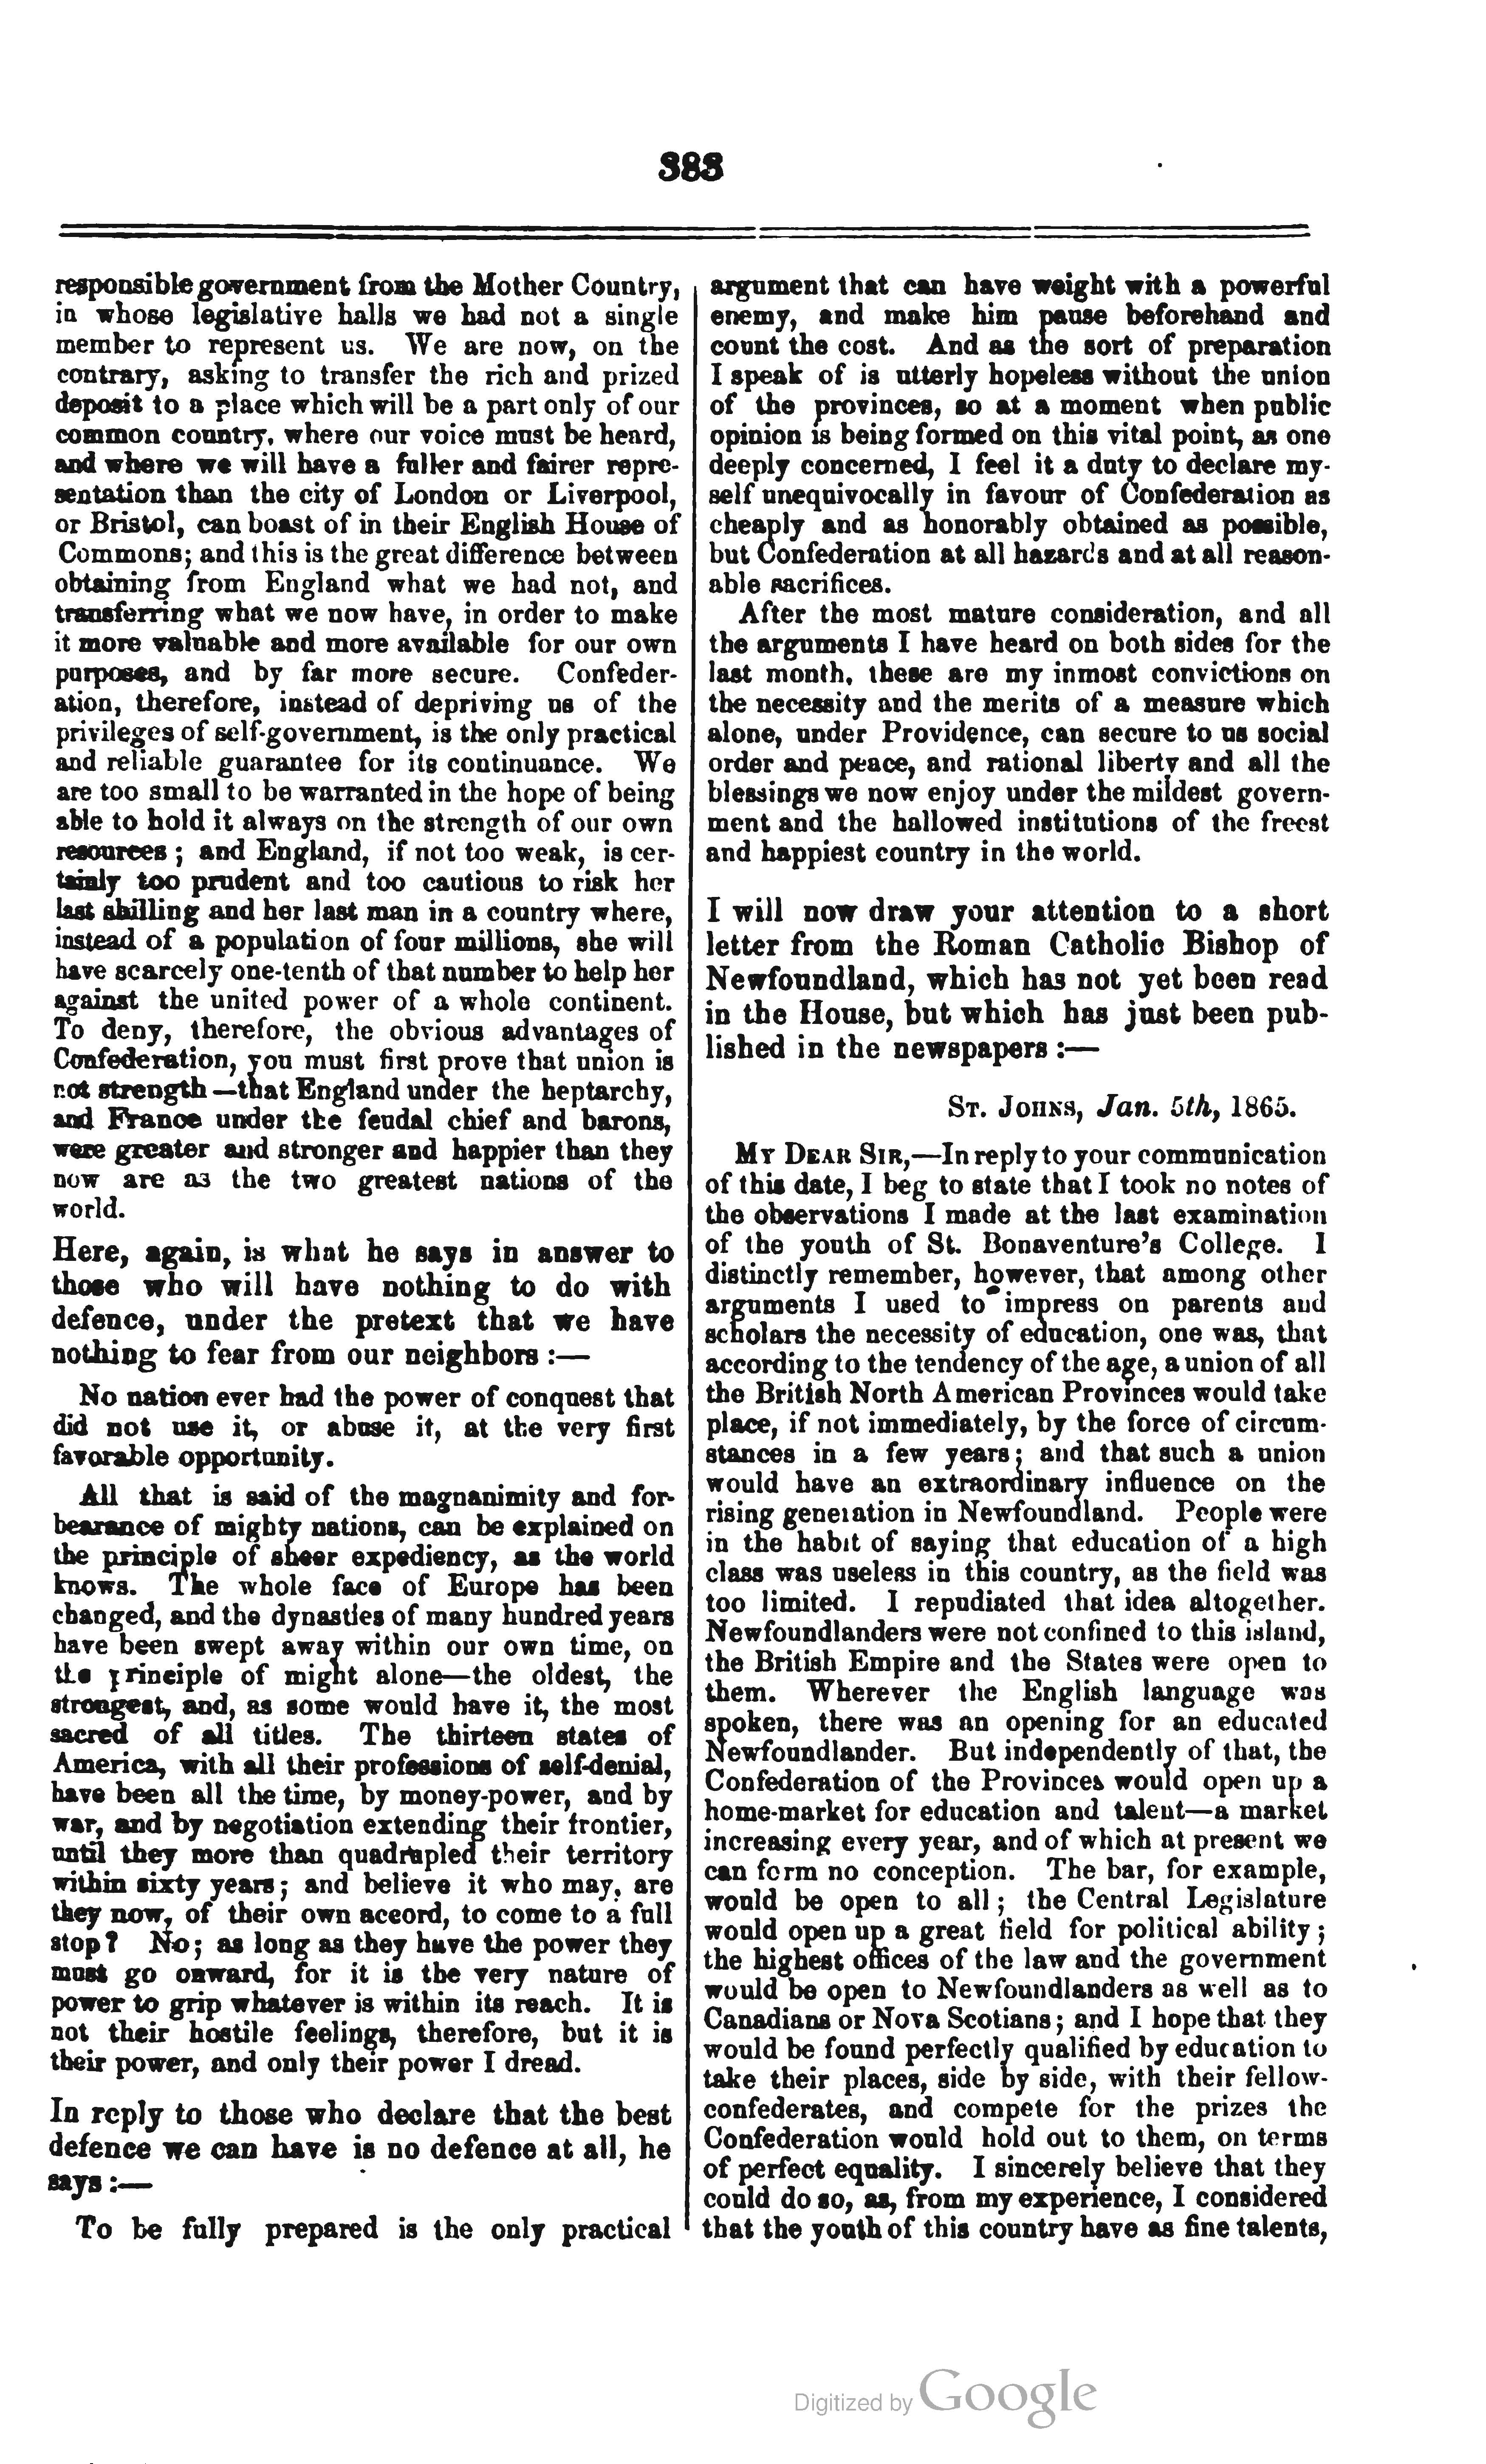 383
responsible government from the Mother Country,
in whose legislative halls we had not a single
member to represent us. We are now, on the
contrary, asking to transfer the rich and prized
deposit to a place which will be a part only of our
common country, where our voice must be heard,
and where we will have a fuller and fairer repre-
sentation than the city of London or Liverpool,
or Bristol, can boast of in their English House of
Commons; and this is the great difference between
obtaining from England what we had not, and
transferring what we now have, in order to make
it more valuable and more available for our own
purposes, and by far more secure. Confeder-
ation, therefore, instead of depriving us of the
privileges of self-government, is the only practical
and reliable guarantee for its continuance. We
are too small to be warranted in the hope of being
able to hold it always on the strength of our own
resources; and England, if not too weak, is cer-
tainly too prudent and too cautious to risk her
last shilling and her last man in a country where,
instead of a population of four millions, she will
have scarcely one-tenth of that number to help her
against the united power of a whole continent.
To deny, therefore, the obvious advantages of
Confederation, you must first prove that union is
not strength—that England under the heptarchy,
and France under the feudal chief and barons,
were greater and stronger and happier than they
now are as the two greatest nations of the
world.
Here, again, is what he says in answer to
those who will have nothing to do with
defence, under the pretext that we have
nothing to fear from our neighbors:—
No nation ever had the power of conquest that
did not use it, or abuse it, at the very first
favorable opportunity.
All that is said of the magnanimity and for-
bearance of mighty nations, can be explained on
the principle of sheer expediency, as the world
knows. The whole face of Europe has been
changed, and the dynasties of many hundred years
have been swept away within our own time, on
the principle of might alone—the oldest, the
strongest, and, as some would have it, the most
sacred of all titles. The thirteen states of
America, with all their professions of self-denial,
have been all the time, by money-power, and by
war, and by negotiation extending their frontier,
until they more than quadrupled their territory
within sixty years; and believe it who may, are
they now, of their own accord, to come to a full
stop? No; as long as they have the power they
must go onward, for it is the very nature of
power to grip whatever is within its reach. It is
not their hostile feelings, therefore, but it is
their power, and only their power I dread.
In reply to those who declare that the best
defence we can have is no defence at all, he
says:—
To be fully prepared is the only practical
argument that can have weight with a powerful
enemy, and make him pause beforehand and
count the cost. And as the sort of preparation
I speak of is utterly hopeless without the union
of the provinces, so at a moment when public
opinion is being formed on this vital point, as one
deeply concerned, I feel it a duty to declare my-
self unequivocally in favour of Confederation as
cheaply and as honorably obtained as possible,
but Confederation at all hazards and at all reason-
able sacrifices.
After the most mature consideration, and all
the arguments I have heard on both sides for the
last month, these are my inmost convictions on
the necessity and the merits of a measure which
alone, under Providence, can secure to us social
order and peace, and rational liberty and all the
blessings we now enjoy under the mildest govern-
ment and the hallowed institutions of the freest
and happiest country in the world.
I will now draw your attention to a short
letter from the Roman Catholic Bishop of
Newfoundland, which has not yet been read
in the House, but which has just been pub-
lished in the newspapers:—
ST. JOHNS, Jan. 5th, 1865.
MY DEAR SIR,—In reply to your communication
of this date, I beg to state that I took no notes of
the observations I made at the last examination
of the youth of St. Bonaventure's College. I
distinctly remember, however, that among other
arguments I used to impress on parents and
scholars the necessity of education, one was, that
according to the tendency of the age, a union of all
the British North American Provinces would take
place, if not immediately, by the force of circum-
stances in a few years; and that such a union
would have an extraordinary influence on the
rising generation in Newfoundland. People were
in the habit of saying that education of a high
class was useless in this country, as the field was
too limited. I repudiated that idea altogether.
Newfoundlanders were not confined to this island,
the British Empire and the States were open to
them. Wherever the English language was
spoken, there was an opening for an educated
Newfoundlander. But independently of that, the
Confederation of the Provinces would open up a
home-market for education and talent—a market
increasing every year, and of which at present we
can form no conception. The bar, for example,
would be open to all; the Central Legislature
would open up a great field for political ability;
the highest offices of the law and the government
would be open to Newfoundlanders as well as to
Canadians or Nova Scotians; and I hope that they
would be found perfectly qualified by education to
take their places, side by side, with their fellow-
confederates, and compete for the prizes the
Confederation would hold out to them, on terms
of perfect equality. I sincerely believe that they
could do so, as, from my experience, I considered
that the youth of this country have as fine talents,
Digitized by Google